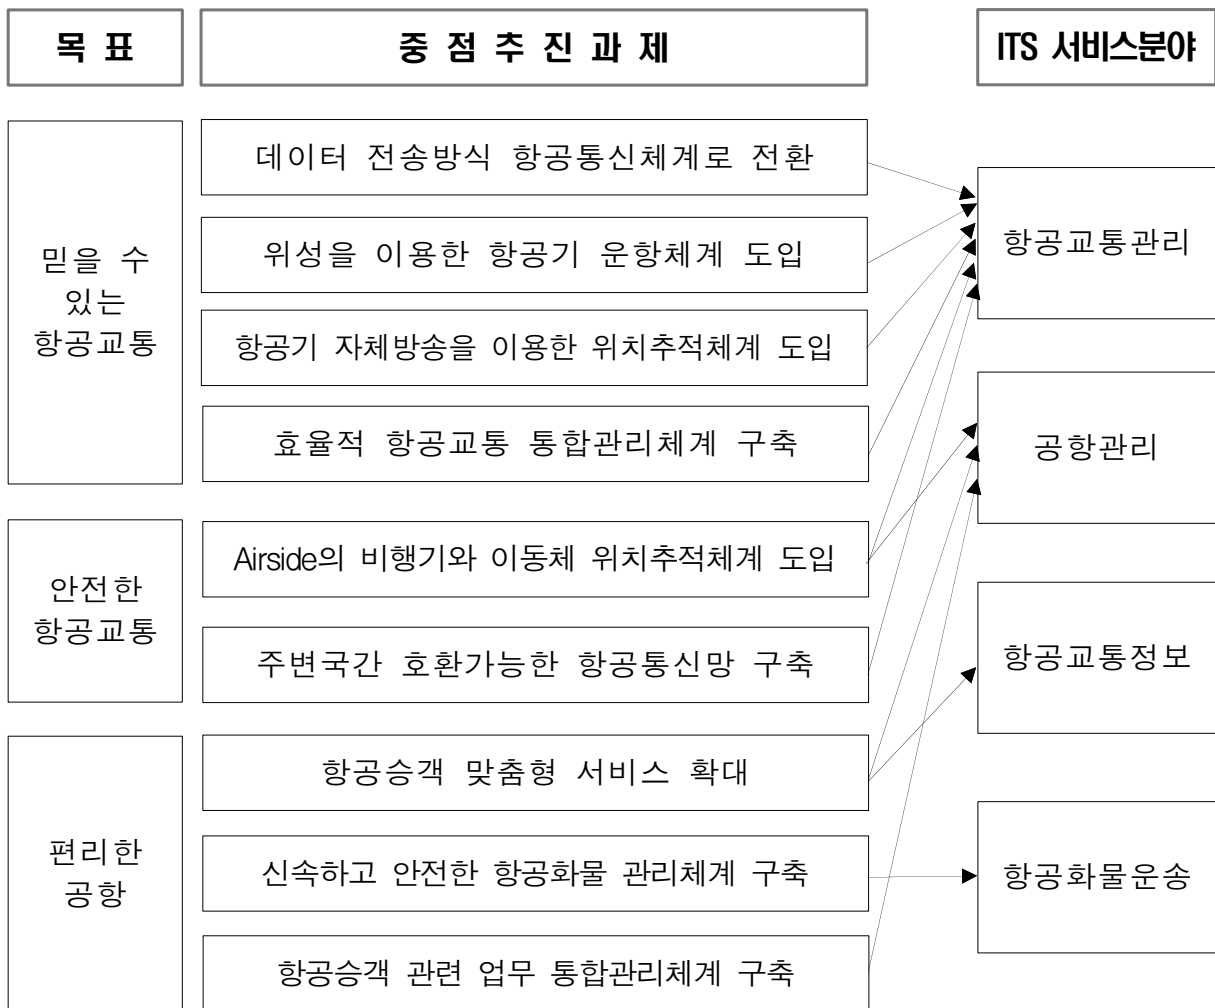 목 표
중 점 추 진 과 제
ITS 서비스분야
믿을 수
있는
항공교통
데이터 전송방식 항공통신체계로 전환
위성을 이용한 항공기 운항체계 도입
항공기 자체방송을 이용한 위치추적체계 도입
효율적 항공교통 통합관리체계 구축
안전한
항공교통
Airside의 비행기와 이동체 위치추적체계 도입
주변국간 호환가능한 항공통신망 구축
편리한
공항
항공승객 맞춤형 서비스 확대
신속하고 안전한 항공화물 관리체계 구축
항공승객 관련 업무 통합관리체계 구축
항공교통관리
공항관리
항공교통정보
항공화물운송